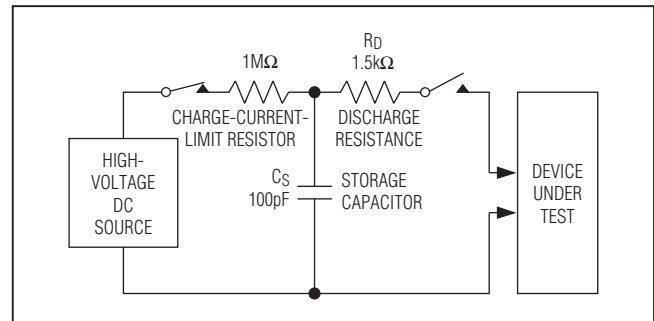 1MΩ
CHARGE-CURRENT-
LIMIT RESISTOR
RD
1.5kΩ
DISCHARGE
RESISTANCE
HIGH-
VOLTAGE
DC
SOURCE
CS
100pF
STORAGE
CAPACITOR
DEVICE
UNDER
TEST